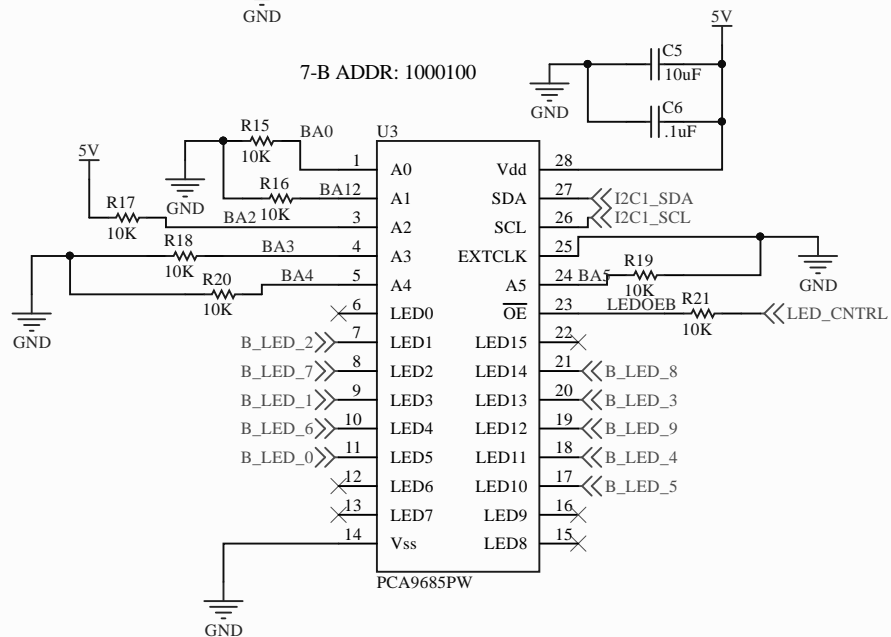 GND
5V
7-B ADDR: 1000100
C5
10uF
GND
C6
.1uF
U3
R15
BA0
10K
1
A0
Vdd
28
5V
R16
BA12
10K
2
A1
SDA
27
I2C1_SDA
GND
R17
BA2
10K
3
A2
SCL
26
I2C1_SCL
R18
BA3
10K
4
A3
EXTCLK
25
R19
10K
GND
R20
BA4
10K
5
A4
A5
24
BA5
6
LED0
OE
23
LEDOEB
R21
10K
LED_CNTRL
GND
B_LED_2
7
LED1
LED15
22
B_LED_7
8
LED2
LED14
21
B_LED_8
B_LED_1
9
LED3
LED13
20
B_LED_3
B_LED_6
10
LED4
LED12
19
B_LED_9
B_LED_0
11
LED5
LED11
18
B_LED_4
12
LED6
LED10
17
B_LED_5
13
LED7
LED9
16
14
Vss
LED8
15
PCA9685PW
GND